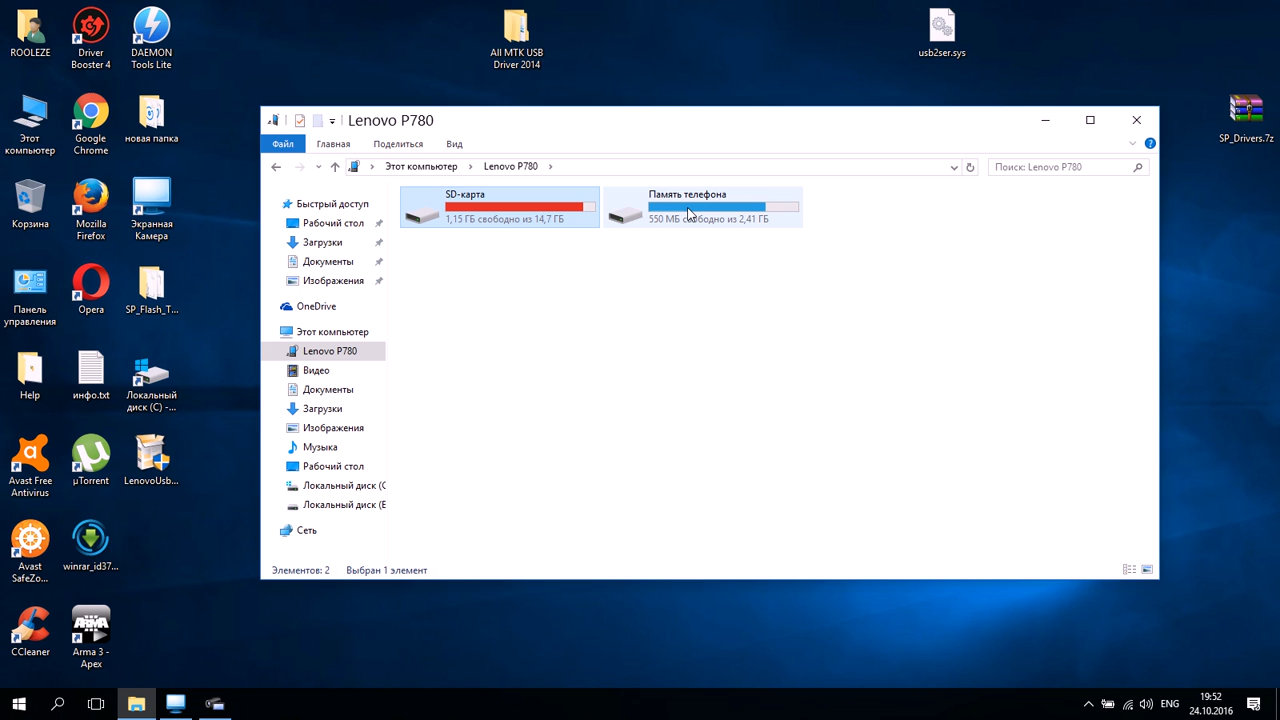 ROOLEZE
Driver
Booster 4
DAEMON
Tools Lite
All MTK USB
Driver 2014
usb2ser.sys
Этот
компьютер
Google
Chrome
новая папка
SP_Drivers.7z
Корзина
Mozilla
Firefox
Экранная
Камера
Панель
управления
Opera
SP_Flash_T...
Help
инфо.txt
Локальный
диск (C) -...
Avast Free
Antivirus
µTorrent
LenovoUsb...
Avast
SafeZo...
winrar_id37...
CCleaner
Arma 3 -
Apex
Lenovo P780
Файл
Главная
Поделиться
Вид
Этот компьютер
Lenovo P780
Поиск: Lenovo P780
Быстрый доступ
Рабочий стол
Загрузки
Документы
Изображения
OneDrive
Этот компьютер
Lenovo P780
Видео
Документы
Загрузки
Изображения
Музыка
Рабочий стол
Локальный диск (C
Локальный диск (E
Сеть
SD-карта
1,15 ГБ свободно из 14,7 ГБ
Память телефона
550 МБ свободно из 2,41 ГБ
Элементов: 2
Выбран 1 элемент
ENG
19:52
24.10.2016